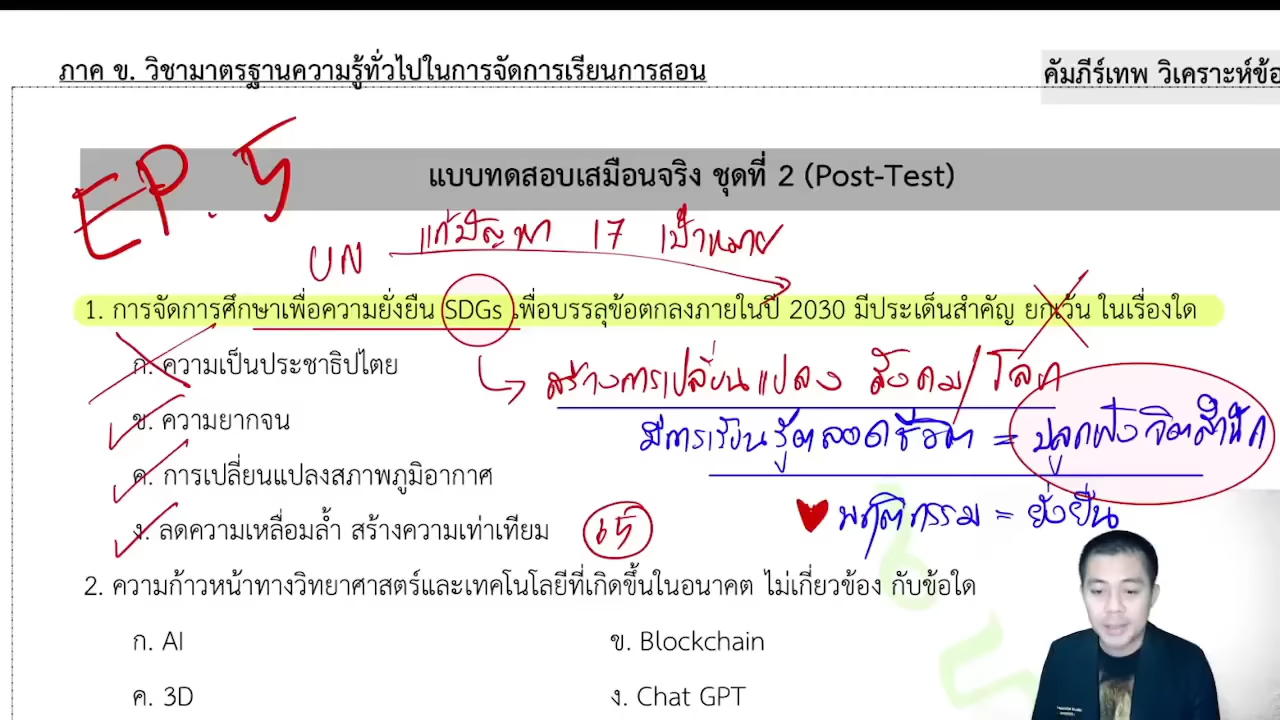 ภาค ข. วิชามาตรฐานความรู้ทั่วไปในการจัดการเรียนการสอน
คัมภีร์เทพ วิเคราะห์ข้อ
EP. 5
แบบทดสอบเสมือนจริง ชุดที่ 2 (Post-Test)
UN แก้ปัญหา 17 เป้าหมาย
1. การจัดการศึกษาเพื่อความยั่งยืน SDGs เพื่อบรรลุข้อตกลงภายในปี 2030 มีประเด็นสำคัญ ยกเว้น ในเรื่องใด
ก. ความเป็นประชาธิปไตย
สร้างการเปลี่ยนแปลง สังคม/โลก
ข. ความยากจน
มีการเรียนรู้ตลอดชีวิต = ปลูกฝังจิตสำนึก
ค. การเปลี่ยนแปลงสภาพภูมิอากาศ
พฤติกรรม = ยั่งยืน
ง. ลดความเหลื่อมล้ำ สร้างความเท่าเทียม
2. ความก้าวหน้าทางวิทยาศาสตร์และเทคโนโลยีที่เกิดขึ้นในอนาคต ไม่เกี่ยวข้อง กับข้อใด
ก. AI
ข. Blockchain
ค. 3D
ง. Chat GPT